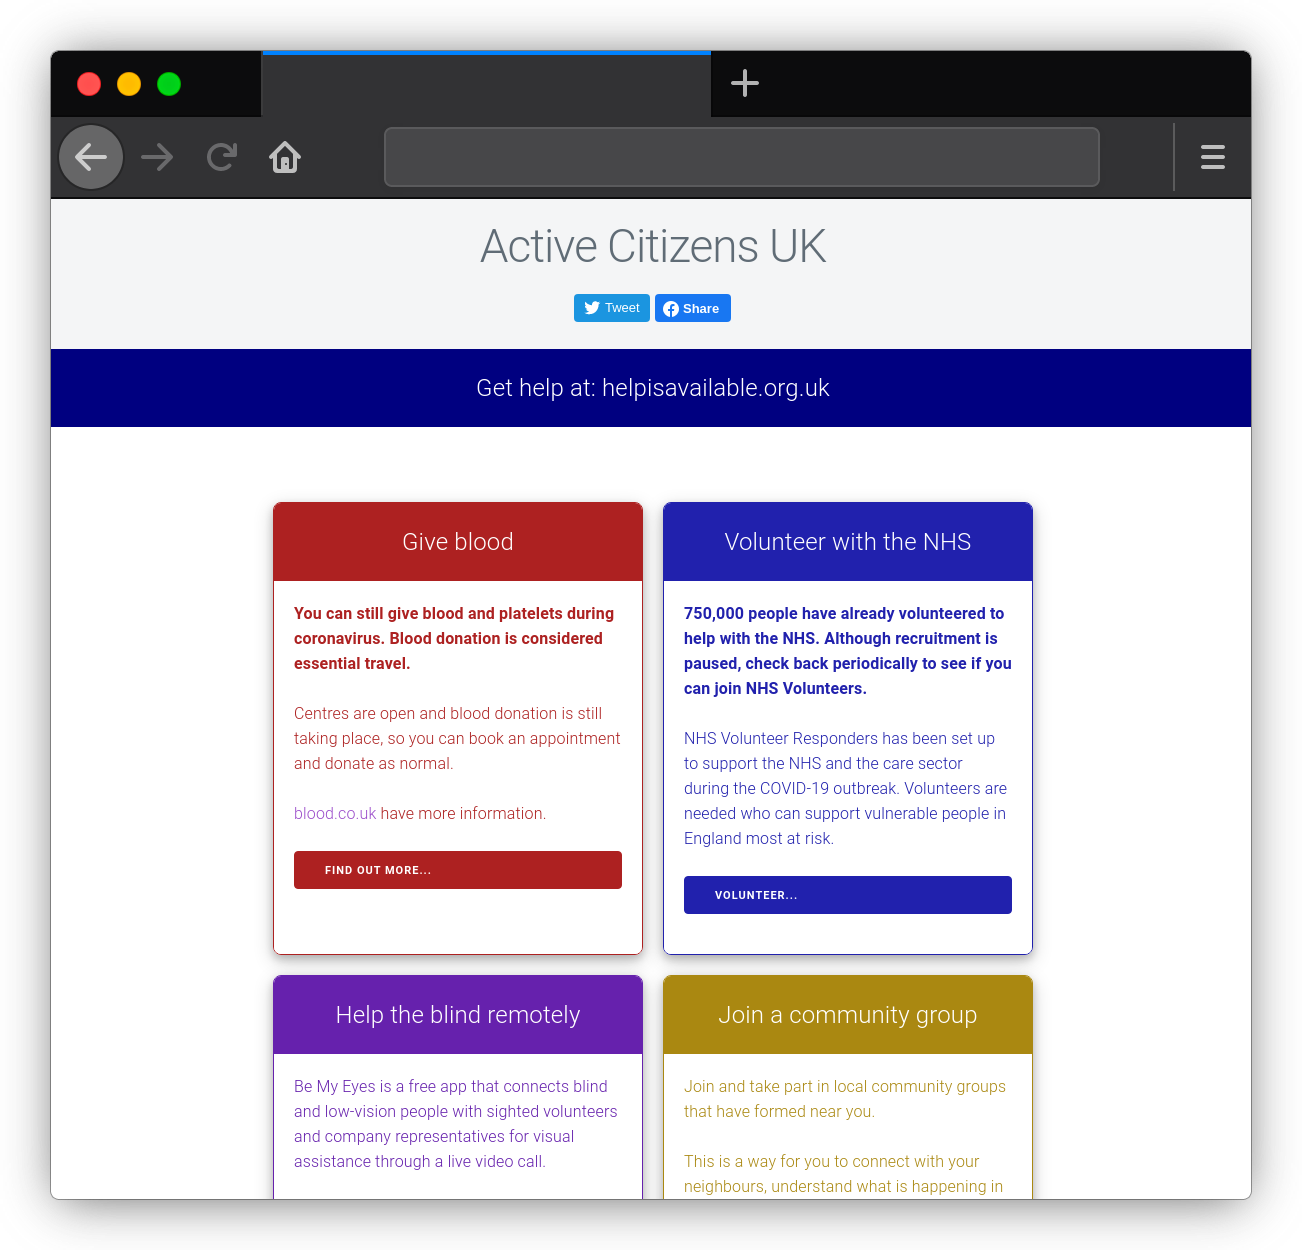 Active Citizens UK
Tweet
Share
Get help at: helpisavailable.org.uk
Give blood
You can still give blood and platelets during
coronavirus. Blood donation is considered
essential travel.
Centres are open and blood donation is still
taking place, so you can book an appointment
and donate as normal.
blood.co.uk have more information.
FIND OUT MORE...
Volunteer with the NHS
750,000 people have already volunteered to
help with the NHS. Although recruitment is
paused, check back periodically to see if you
can join NHS Volunteers.
NHS Volunteer Responders has been set up
to support the NHS and the care sector
during the COVID-19 outbreak. Volunteers are
needed who can support vulnerable people in
England most at risk.
VOLUNTEER...
Help the blind remotely
Be My Eyes is a free app that connects blind
and low-vision people with sighted volunteers
and company representatives for visual
assistance through a live video call.
Join a community group
Join and take part in local community groups
that have formed near you.
This is a way for you to connect with your
neighbours, understand what is happening in